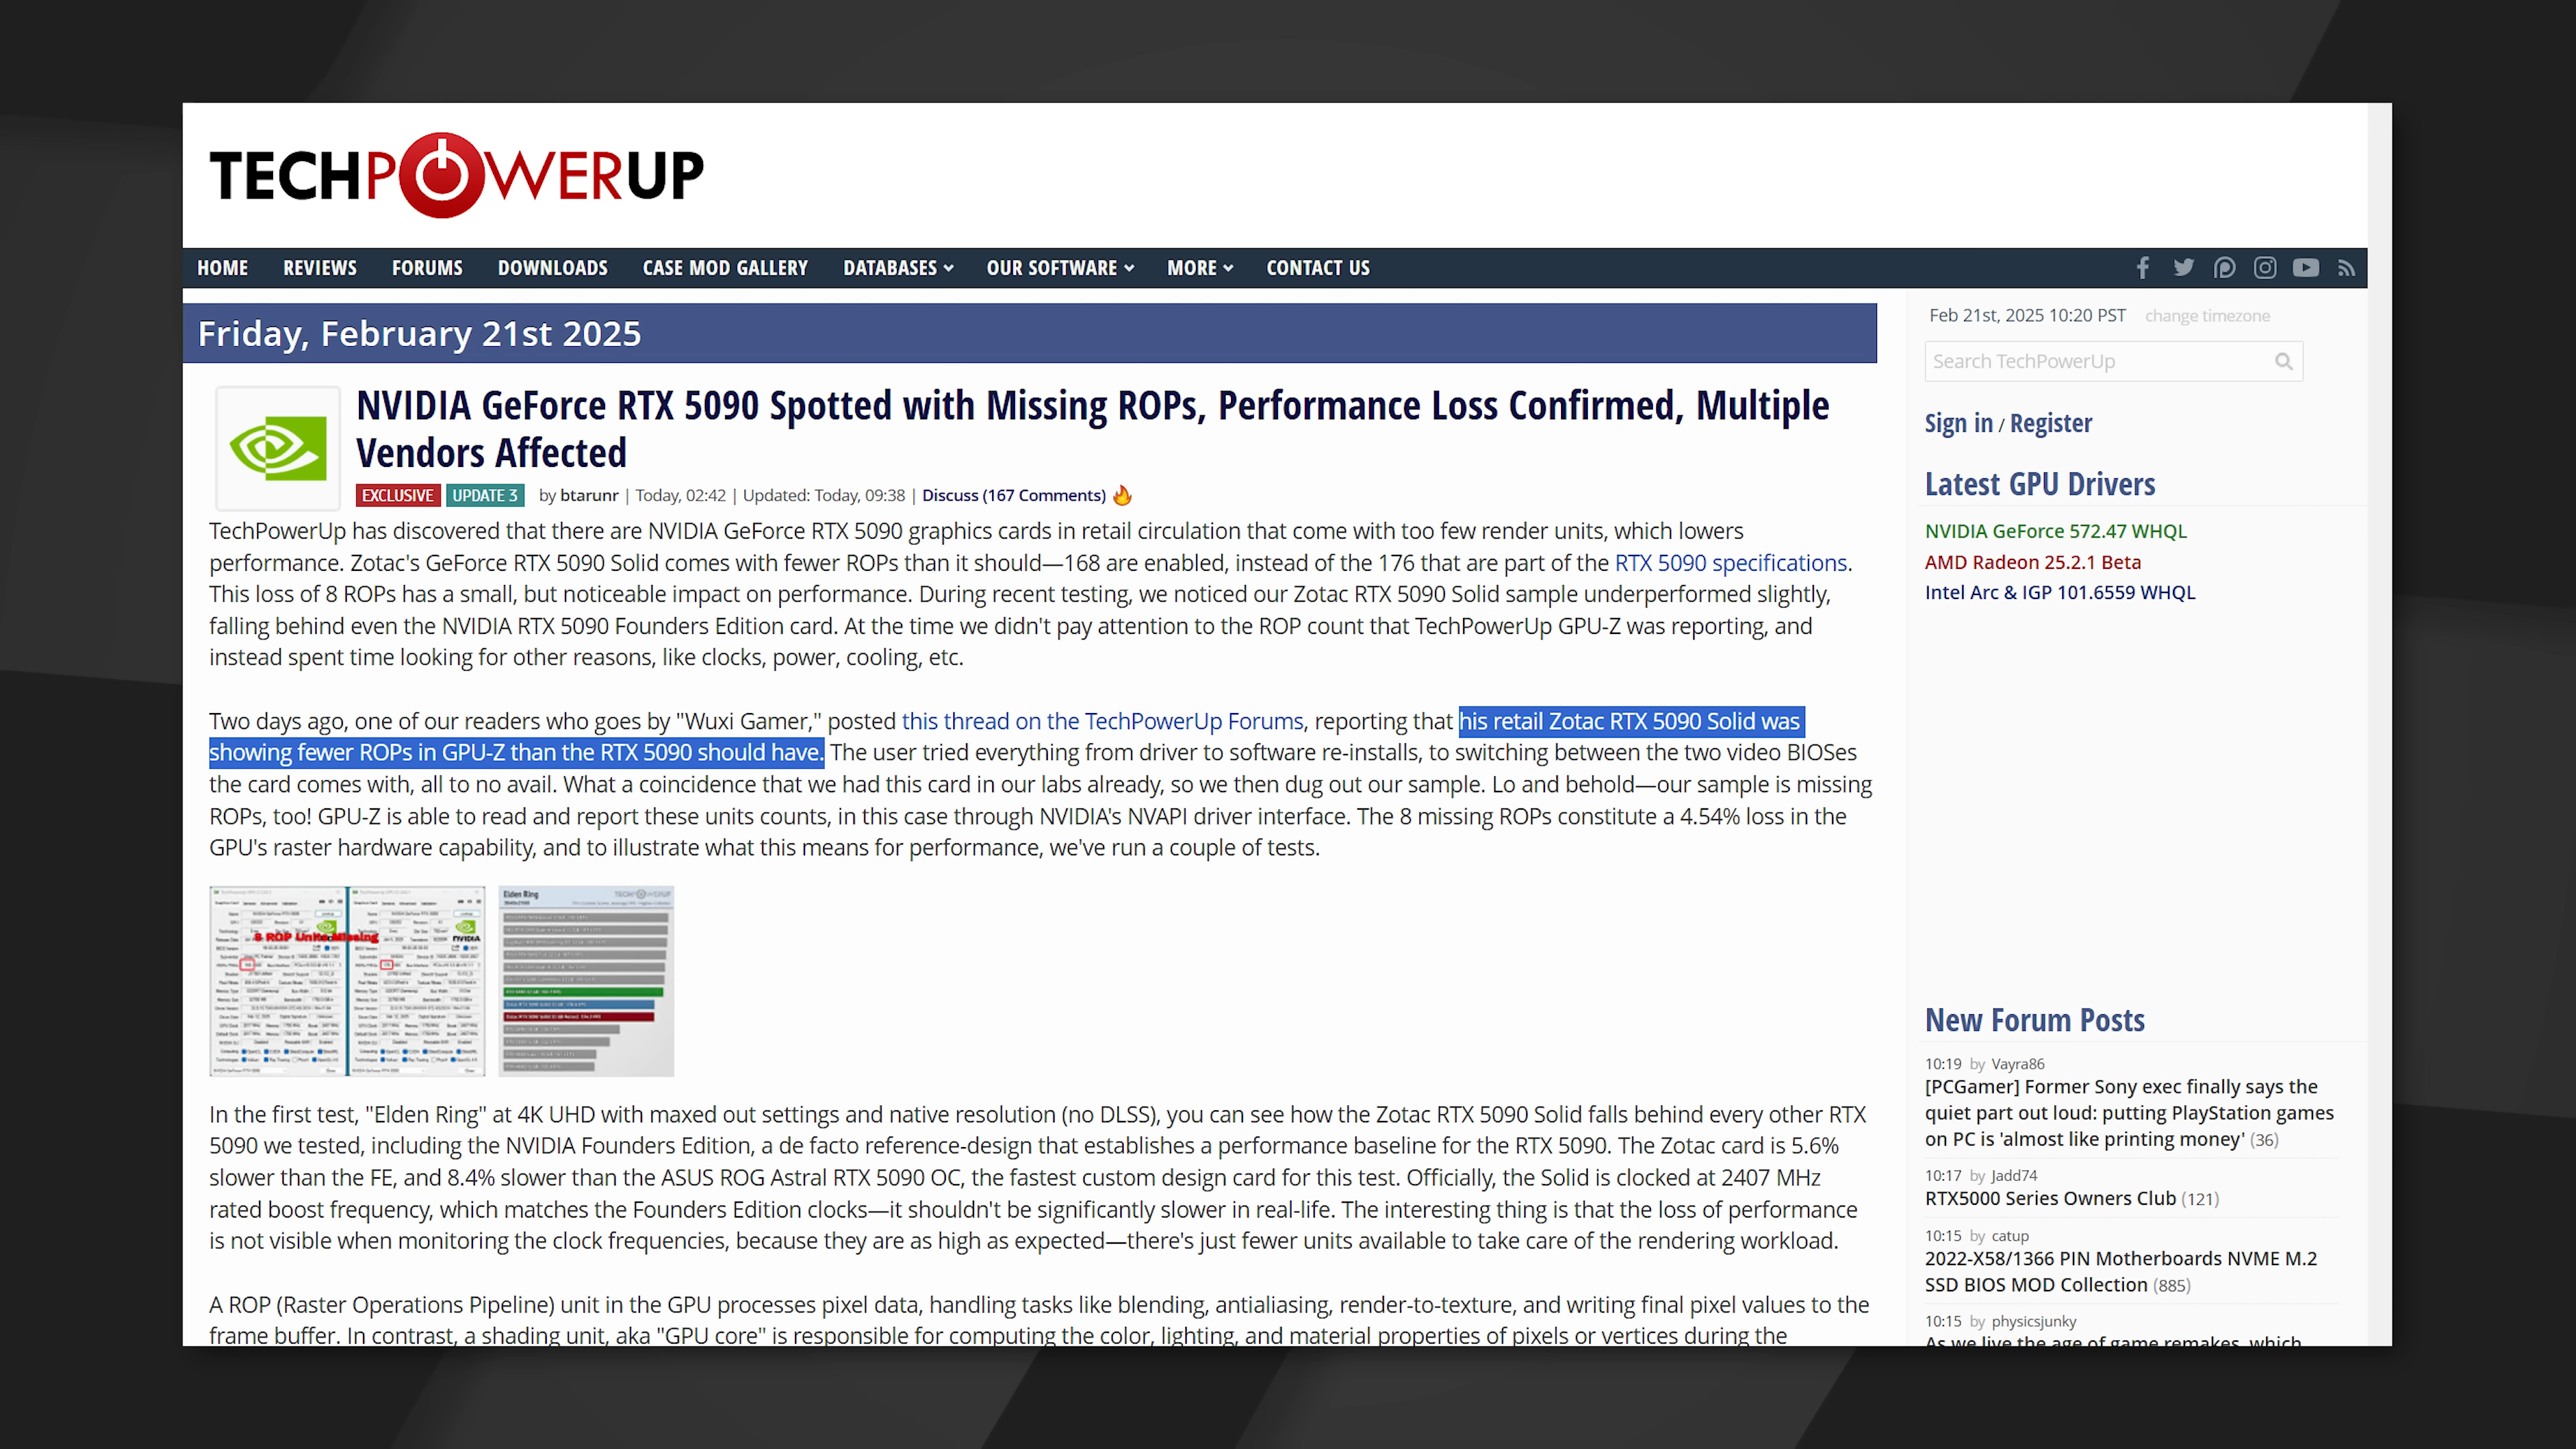 TECHPOWERUP
HOME REVIEWS FORUMS DOWNLOADS CASE MOD GALLERY DATABASES OUR SOFTWARE MORE CONTACT US
Friday, February 21st 2025
NVIDIA GeForce RTX 5090 Spotted with Missing ROPs, Performance Loss Confirmed, Multiple
Vendors Affected
EXCLUSIVE UPDATE 3 by btarunr | Today, 02:42 | Updated: Today, 09:38 | Discuss (167 Comments)
TechPowerUp has discovered that there are NVIDIA GeForce RTX 5090 graphics cards in retail circulation that come with too few render units, which lowers
performance. Zotac's GeForce RTX 5090 Solid comes with fewer ROPs than it should—168 are enabled, instead of the 176 that are part of the RTX 5090 specifications.
This loss of 8 ROPs has a small, but noticeable impact on performance. During recent testing, we noticed our Zotac RTX 5090 Solid sample underperformed slightly,
falling behind even the NVIDIA RTX 5090 Founders Edition card. At the time we didn't pay attention to the ROP count that TechPowerUp GPU-Z was reporting, and
instead spent time looking for other reasons, like clocks, power, cooling, etc.
Two days ago, one of our readers who goes by "Wuxi Gamer," posted this thread on the TechPowerUp Forums, reporting that his retail Zotac RTX 5090 Solid was
showing fewer ROPs in GPU-Z than the RTX 5090 should have. The user tried everything from driver to software re-installs, to switching between the two video BIOSes
the card comes with, all to no avail. What a coincidence that we had this card in our labs already, so we then dug out our sample. Lo and behold—our sample is missing
ROPs, too! GPU-Z is able to read and report these units counts, in this case through NVIDIA's NVAPI driver interface. The 8 missing ROPs constitute a 4.54% loss in the
GPU's raster hardware capability, and to illustrate what this means for performance, we've run a couple of tests.
8 ROP Units Missing
NVIDIA
Elden Ring
TECHPOWERUP
In the first test, "Elden Ring" at 4K UHD with maxed out settings and native resolution (no DLSS), you can see how the Zotac RTX 5090 Solid falls behind every other RTX
5090 we tested, including the NVIDIA Founders Edition, a de facto reference-design that establishes a performance baseline for the RTX 5090. The Zotac card is 5.6%
slower than the FE, and 8.4% slower than the ASUS ROG Astral RTX 5090 OC, the fastest custom design card for this test. Officially, the Solid is clocked at 2407 MHz
rated boost frequency, which matches the Founders Edition clocks—it shouldn't be significantly slower in real-life. The interesting thing is that the loss of performance
is not visible when monitoring the clock frequencies, because they are as high as expected—there's just fewer units available to take care of the rendering workload.
A ROP (Raster Operations Pipeline) unit in the GPU processes pixel data, handling tasks like blending, antialiasing, render-to-texture, and writing final pixel values to the
frame buffer. In contrast, a shading unit, aka "GPU core" is responsible for computing the color, lighting, and material properties of pixels or vertices during the
Feb 21st, 2025 10:20 PST change timezone
Search TechPowerUp
Sign in / Register
Latest GPU Drivers
NVIDIA GeForce 572.47 WHQL
AMD Radeon 25.2.1 Beta
Intel Arc & IGP 101.6559 WHQL
New Forum Posts
10:19 by Vayra86
[PCGamer] Former Sony exec finally says the
quiet part out loud: putting PlayStation games
on PC is 'almost like printing money' (36)
10:17 by Jadd74
RTX5000 Series Owners Club (121)
10:15 by catup
2022-X58/1366 PIN Motherboards NVME M.2
SSD BIOS MOD Collection (885)
10:15 by physicsjunky
As we live the age of game remakes, which